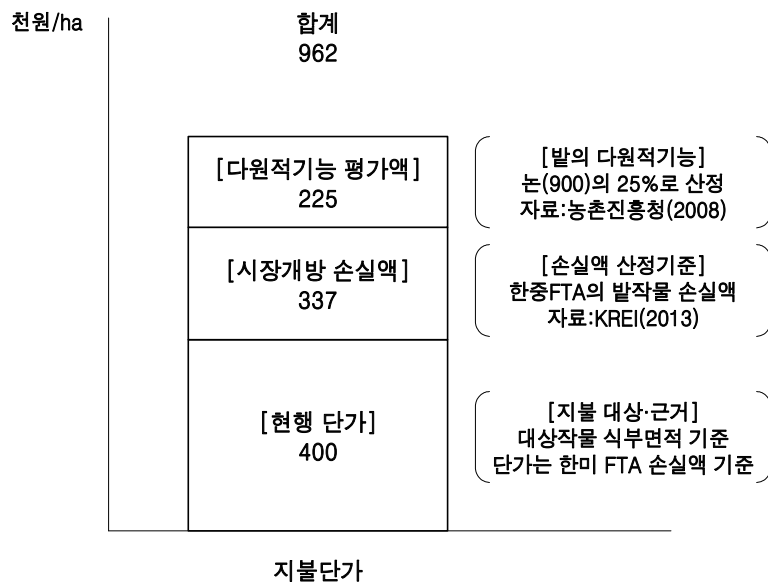 천원/ha
합계
962
[다원적기능 평가액]
225
[밭의 다원적기능]
논(900)의 25%로 산정
자료:농촌진흥청(2008)
[시장개방 손실액]
337
[손실액 산정기준]
한중FTA의 밭작물 손실액
자료:KREI(2013)
[현행 단가]
400
[지불 대상·근거]
대상작물 식부면적 기준
단가는 한미 FTA 손실액 기준
지불단가